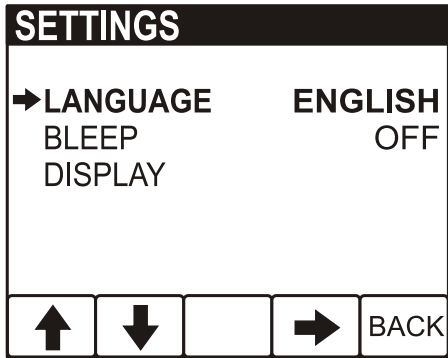 SETTINGS
LANGUAGE ENGLISH
BLEEP OFF
DISPLAY
BACK